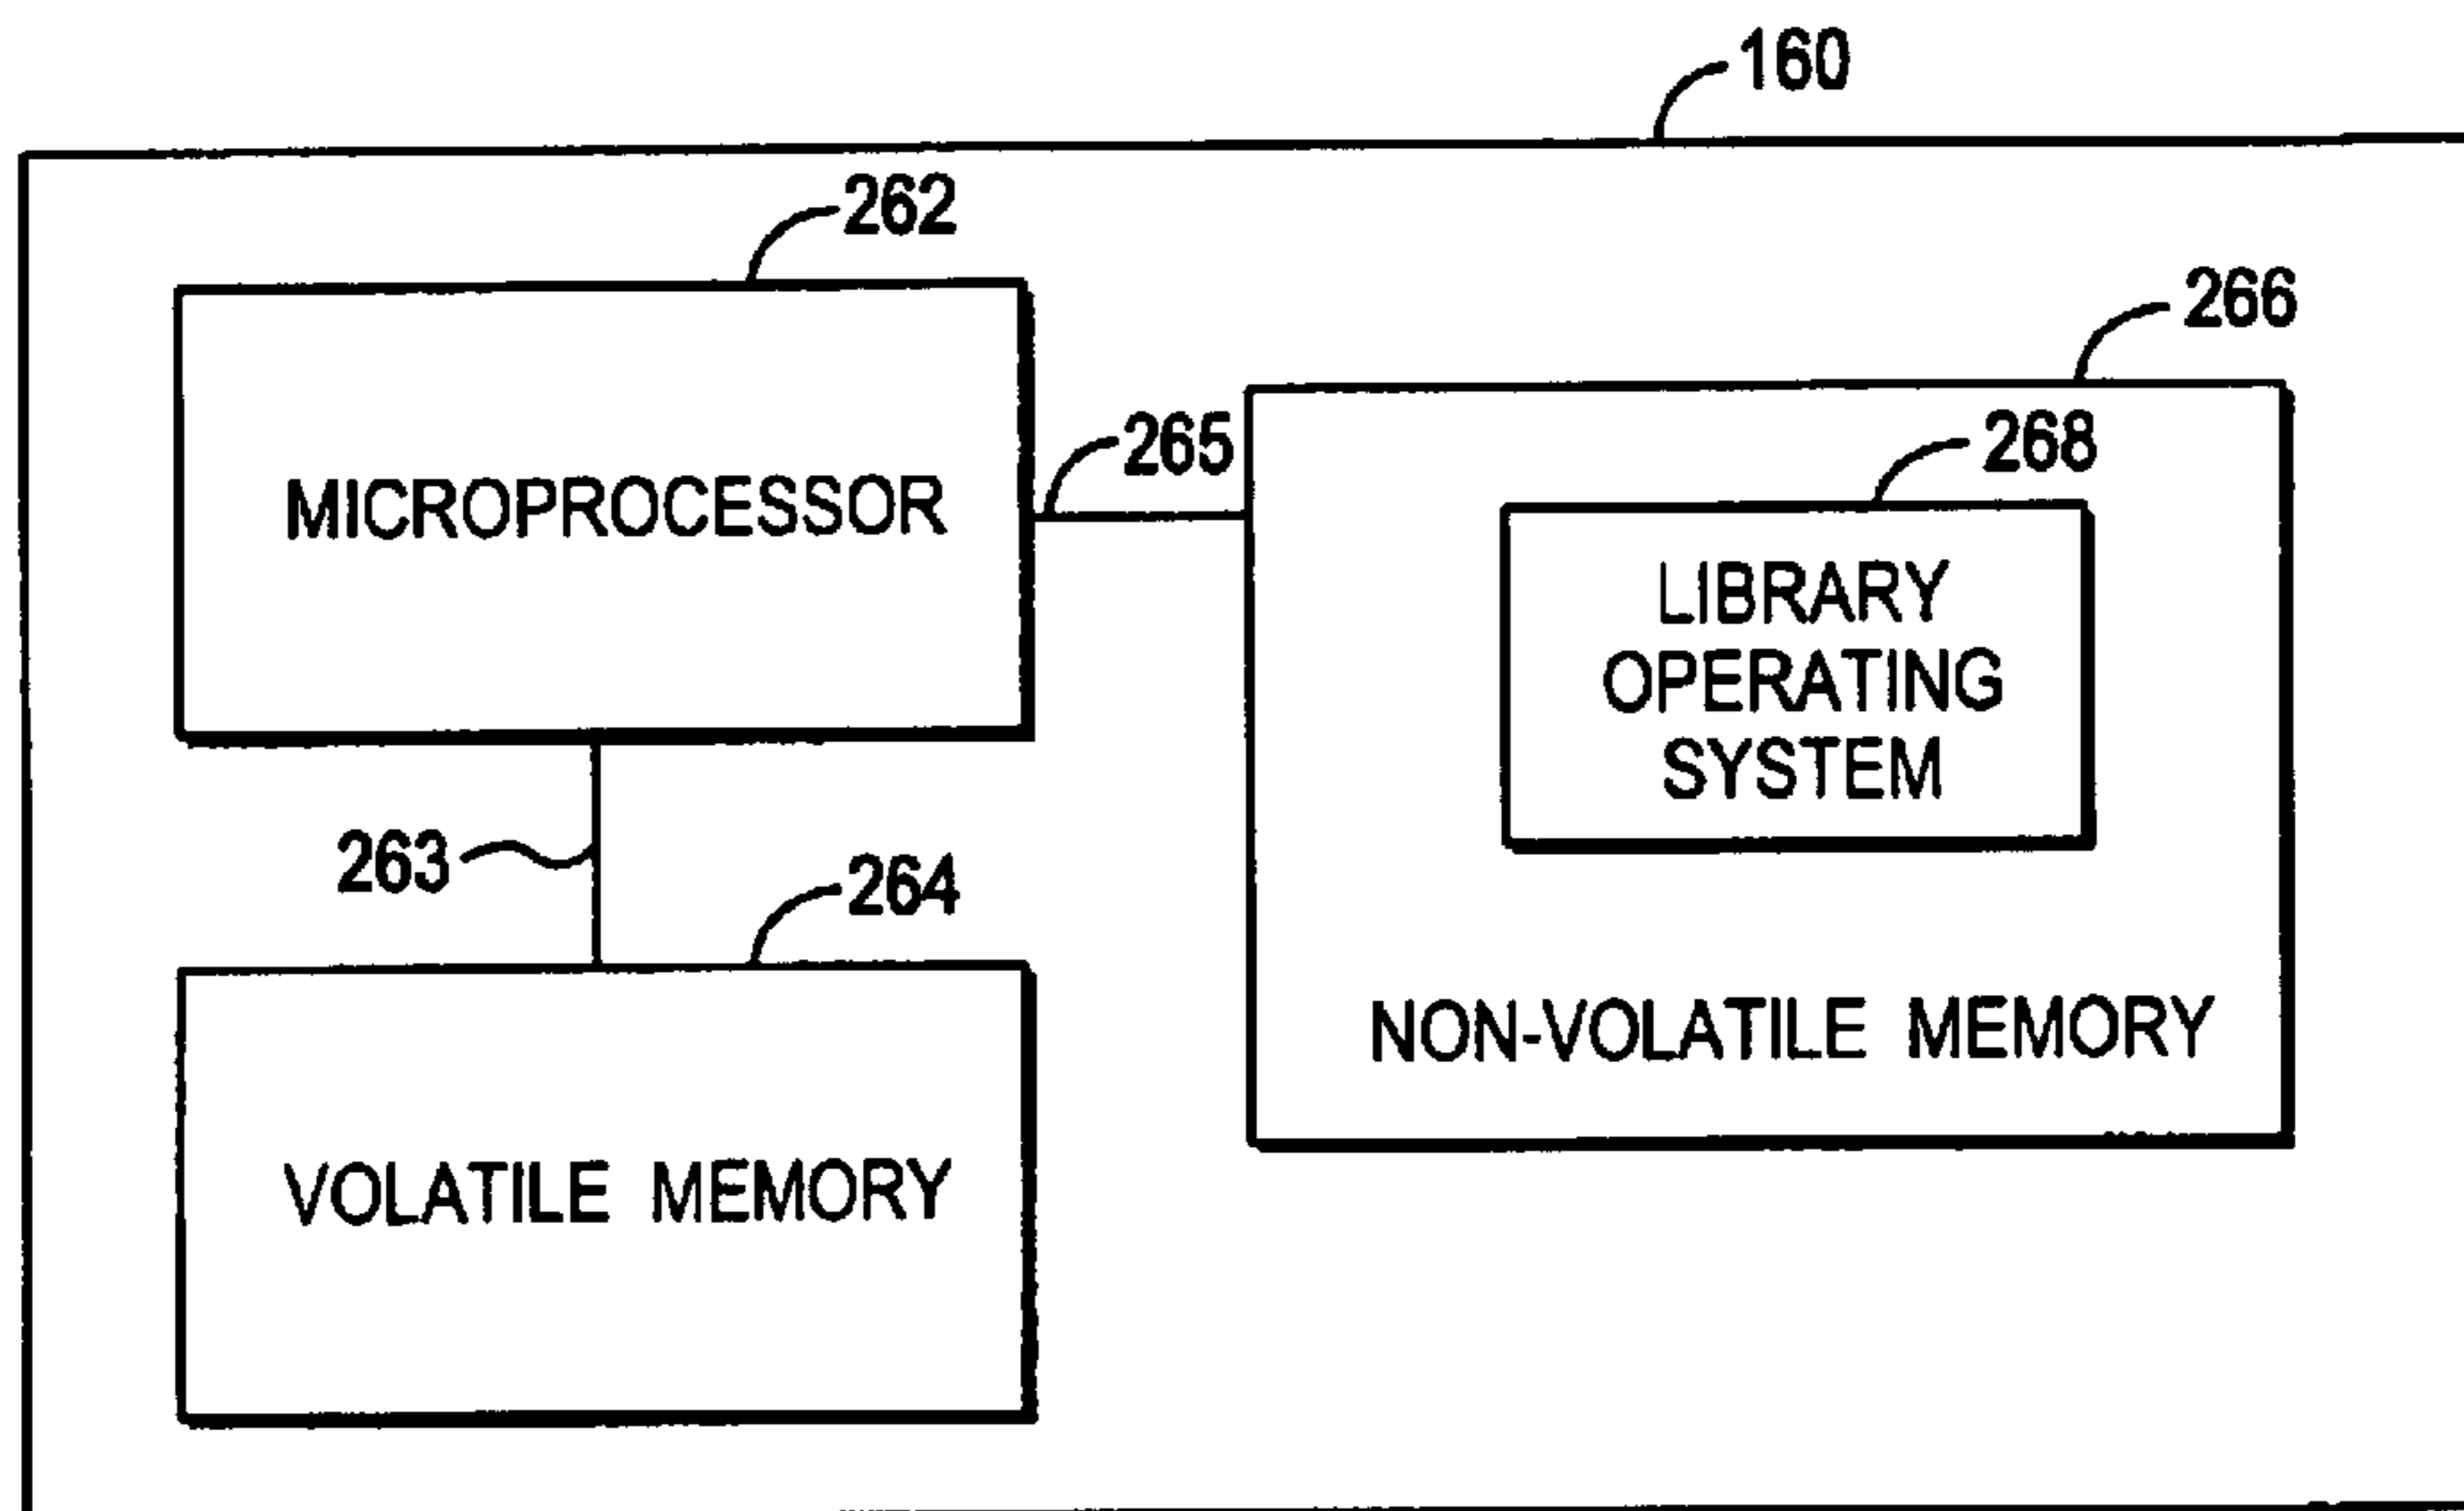 160
262
266
265
268
MICROPROCESSOR
LIBRARY
OPERATING
SYSTEM
263
264
NON-VOLATILE MEMORY
VOLATILE MEMORY